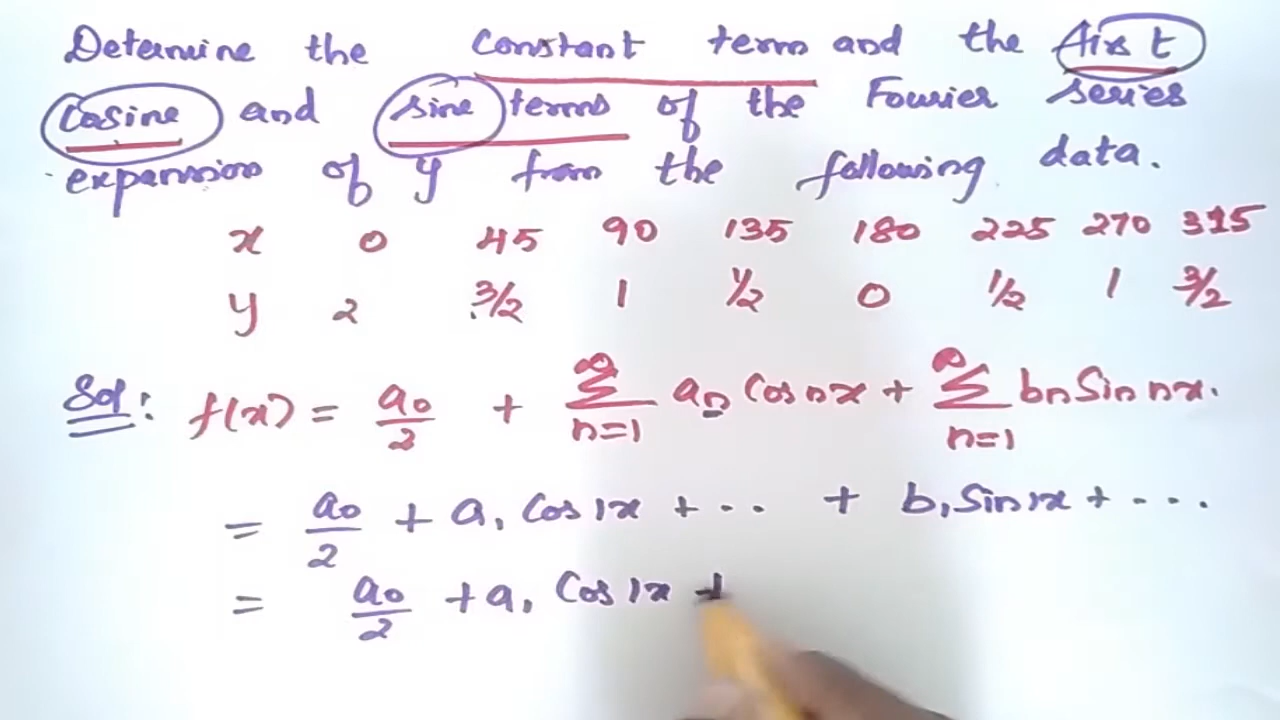 Determine the constant term and the first
cosine and sine terms of the Fourier series
expansion of y from the following data.
x 0 45 90 135 180 225 270 315
y 2 3/2 1 1/2 0 1/2 1 3/2
Sol: f(x) = a₀/2 + ∞∑n=1 aₙ cos nx + ∞∑n=1 bₙ Sin nx.
= a₀/2 + a₁ Cos 1x + ... + b₁ Sin 1x + ...
= a₀/2 + a₁ Cos 1x +